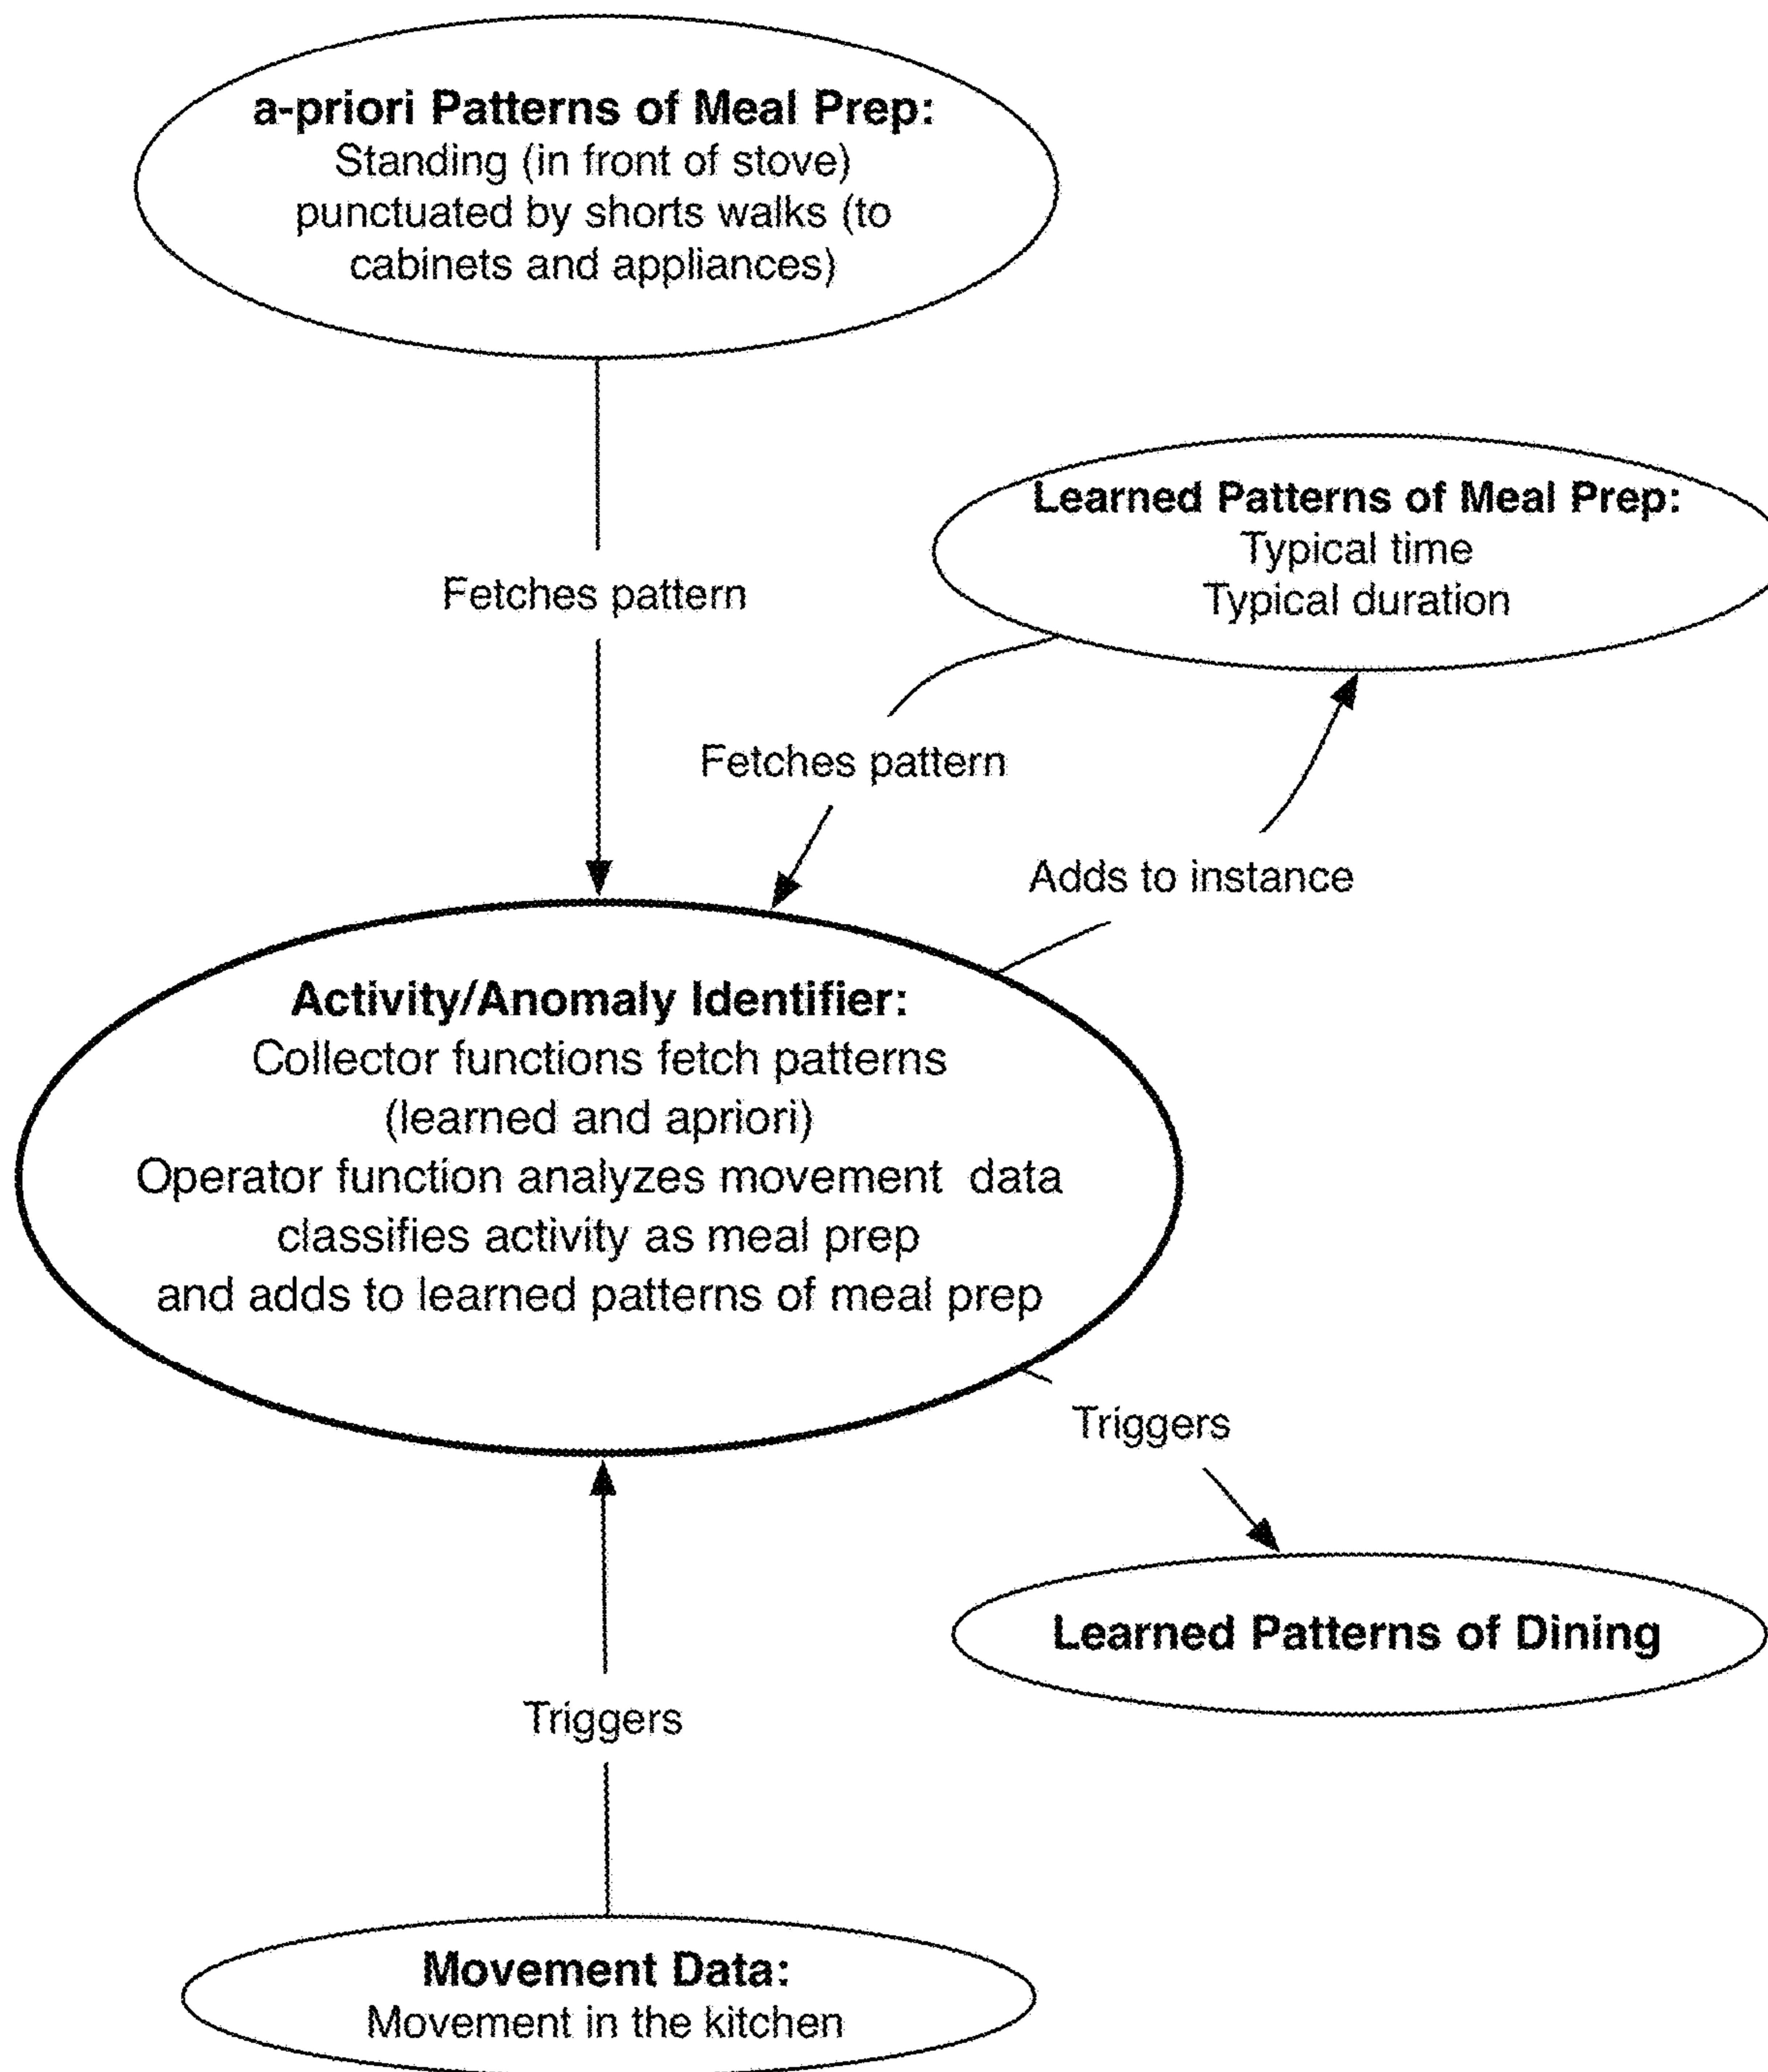 a-priori Patterns of Meal Prep:
Standing (in front of stove)
punctuated by shorts walks (to
cabinets and appliances)
Learned Patterns of Meal Prep:
Typical time
Typical duration
Fetches pattern
Fetches pattern
Adds to instance
Activity/Anomaly Identifier:
Collector functions fetch patterns
(learned and apriori)
Operator function analyzes movement data
classifies activity as meal prep
and adds to learned patterns of meal prep
Triggers
Learned Patterns of Dining
Triggers
Movement Data:
Movement in the kitchen